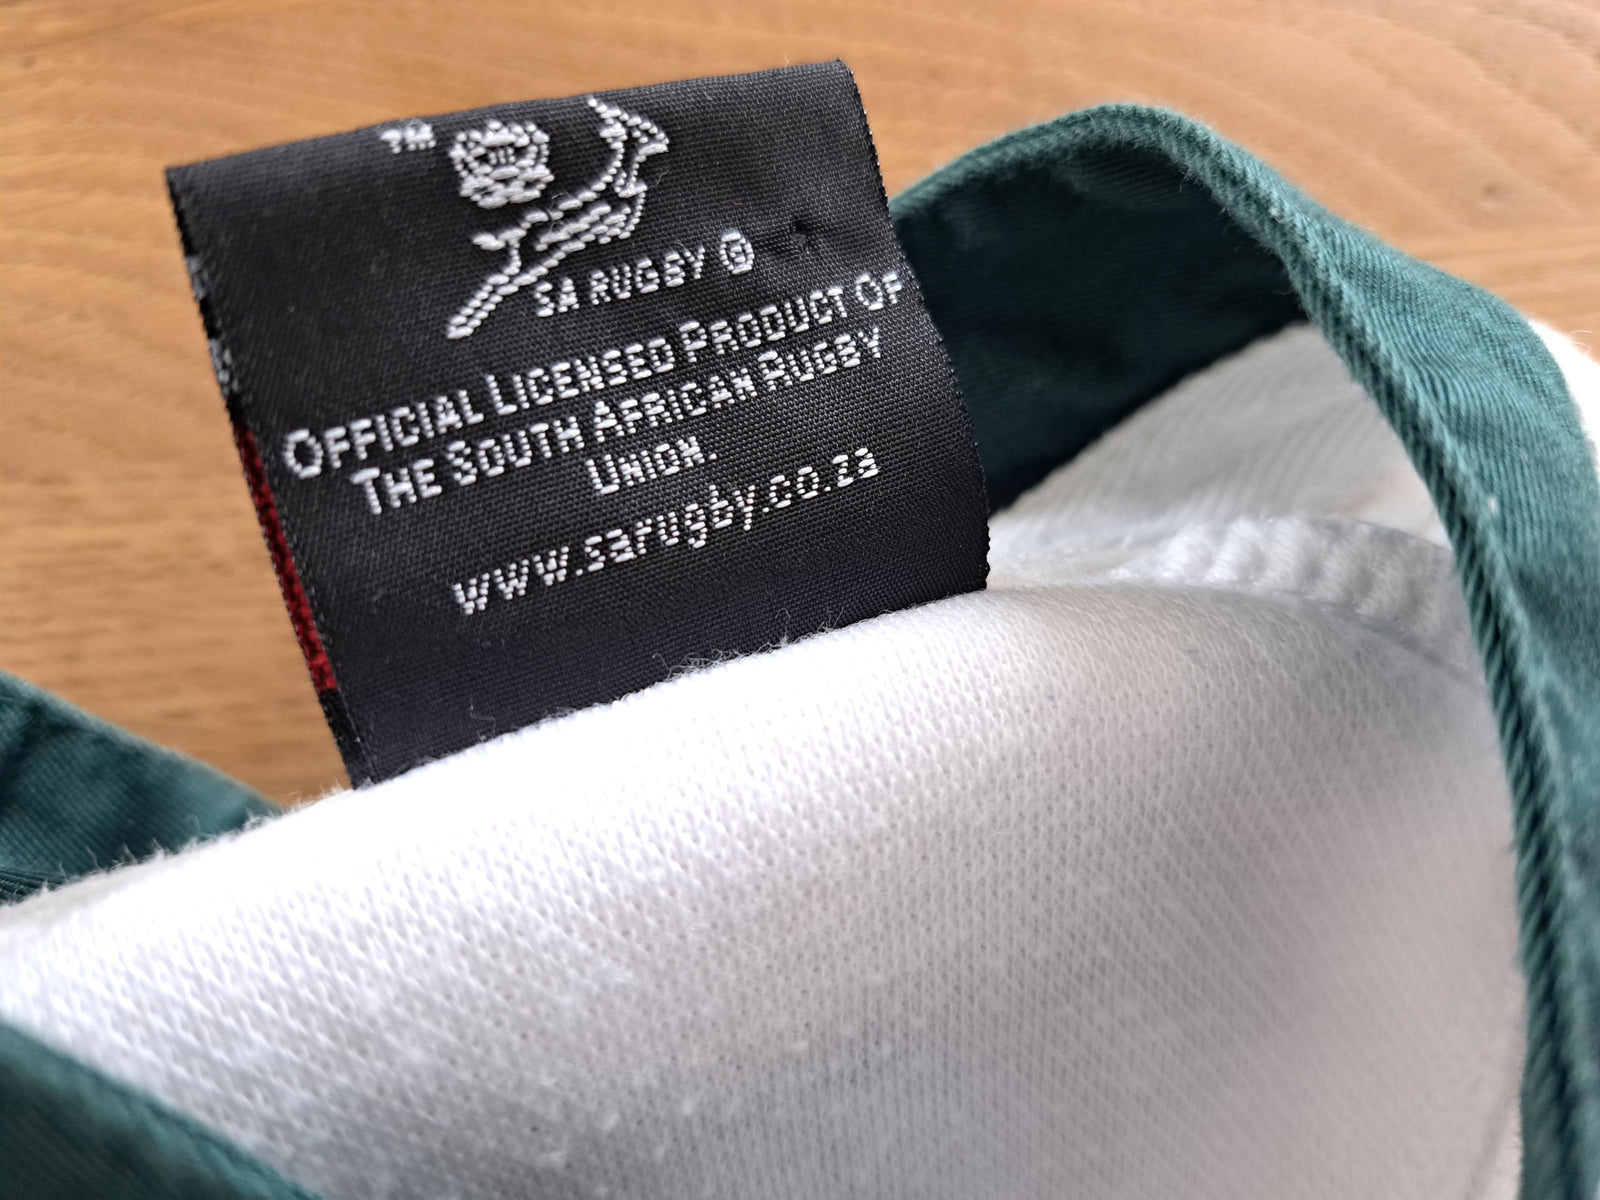 TM
SA RUGBY ®
OFFICIAL LICENSED PRODUCT OF
THE SOUTH AFRICAN RUGBY
UNION.
www.sarugby.co.za